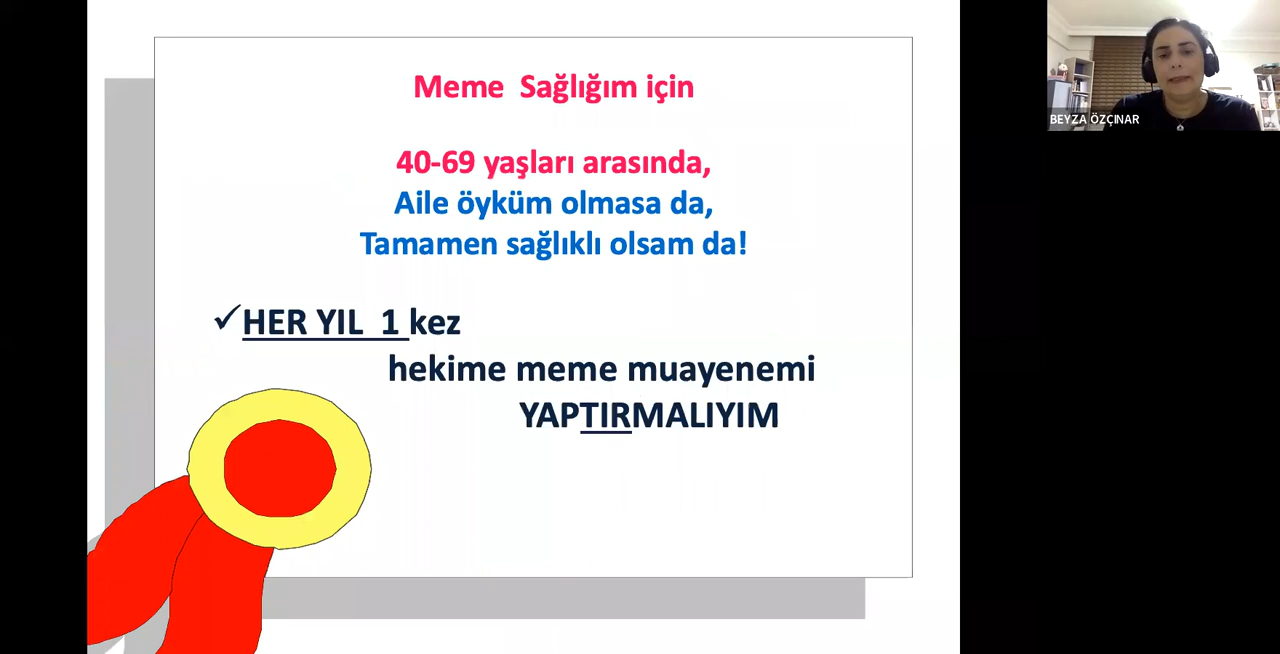 Meme Sağlığım için
40-69 yaşları arasında,
Aile öyküm olmasa da,
Tamamen sağlıklı olsam da!
✓HER YIL 1 kez
hekime meme muayenemi
YAPTIRMALIYIM
BEYZA ÖZÇINAR